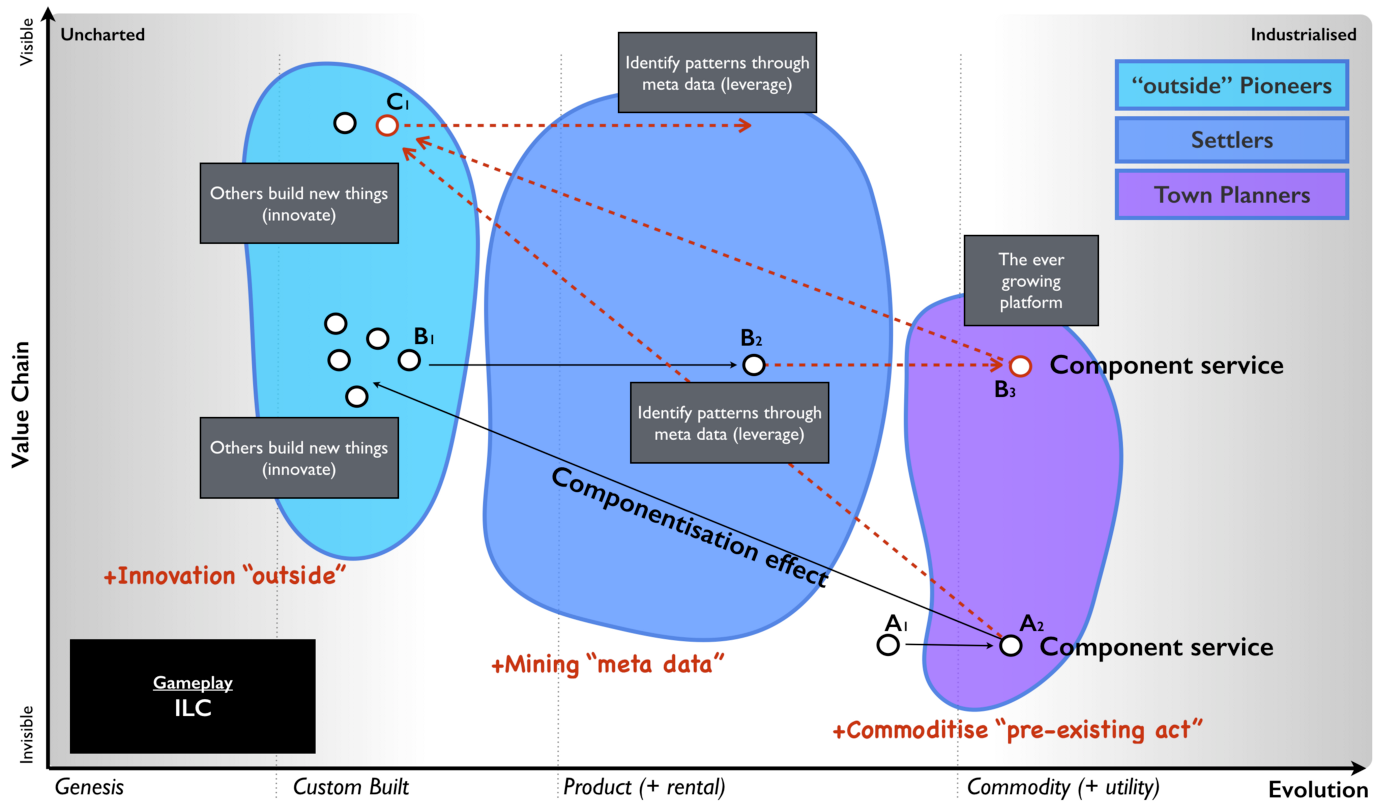 Visible
Uncharted
Industrialised
Identify patterns through
meta data (leverage)
“outside” Pioneers
Settlers
Town Planners
C1
Others build new things
(innovate)
The ever
growing
platform
B1
B2
B3
Component service
Value Chain
Identify patterns through
meta data (leverage)
Others build new things
(innovate)
Componentisation effect
+Innovation “outside”
A1
A2
Component service
+Mining “meta data”
Gameplay
ILC
+Commoditise “pre-existing act”
Invisible
Genesis
Custom Built
Product (+ rental)
Commodity (+ utility)
Evolution